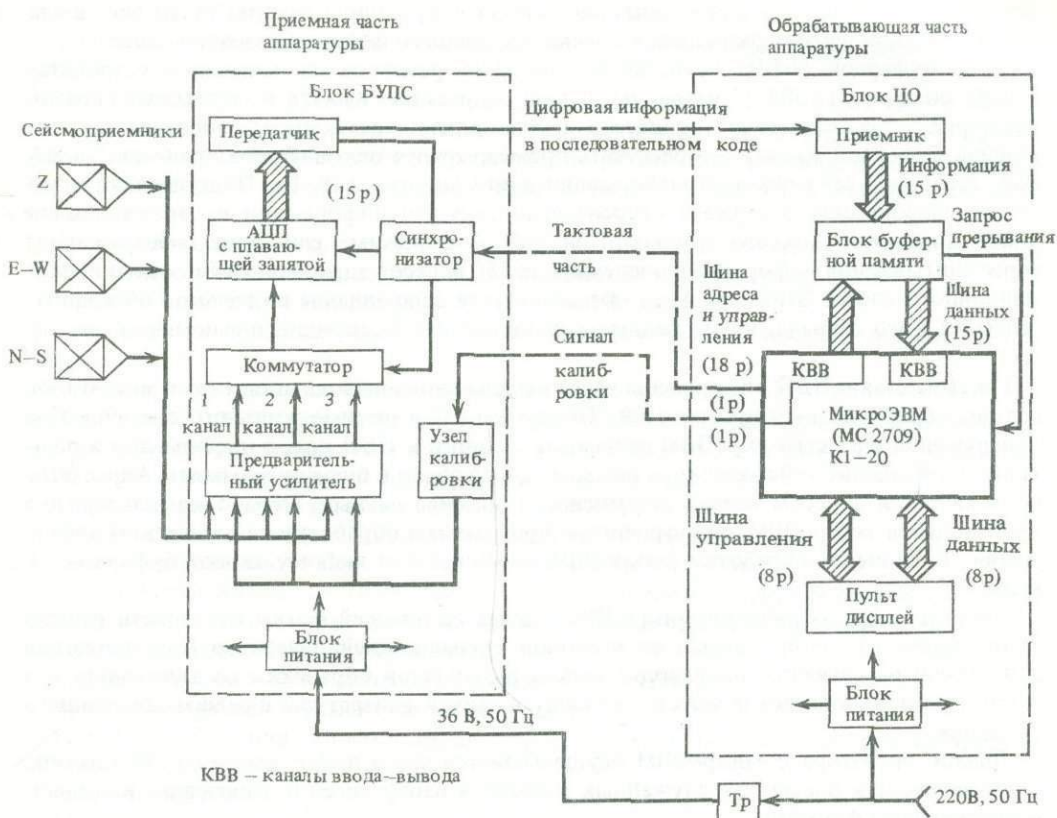 Приемная часть
аппаратуры
Обрабатывающая часть
аппаратуры
Блок БУПС
Блок ЦО
Сейсмоприемники
Передатчик
Цифровая информация
в последовательном коде
Приемник
Z
(15 р)
Информация
(15 р)
АЦП
с плаваю-
щей запятой
Синхро-
низатор
Тактовая
часть
Шина
адреса
и управ-
ления
(18 р)
Блок буфер-
ной памяти
Запрос
прерывания
E–W
Шина
данных
(15р)
N–S
Коммутатор
Сигнал
калиб-
ровки
КВВ
КВВ
1
канал
2
канал
3
канал
(1р)
(1р)
МикроЭВМ
(МС 2709)
К1–20
Предваритель-
ный усилитель
Узел
калиб-
ровки
Шина
управления
(8р)
Шина
данных
(8р)
Пульт
дисплей
Блок
питания
Блок
питания
36 В, 50 Гц
КВВ – каналы ввода–вывода
Тр
220В, 50 Гц